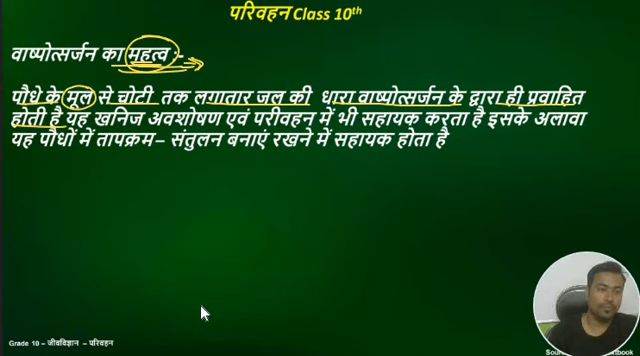 परिवहन Class 10th
वाष्पोत्सर्जन का महत्व :-
पौधे के मूल से चोटी तक लगातार जल की धारा वाष्पोत्सर्जन के द्वारा ही प्रवाहित
होती है यह खनिज अवशोषण एवं परीवहन में भी सहायक करता है इसके अलावा
यह पौधों में तापक्रम– संतुलन बनाएं रखने में सहायक होता है
Grade 10 – जीवविज्ञान – परिवहन